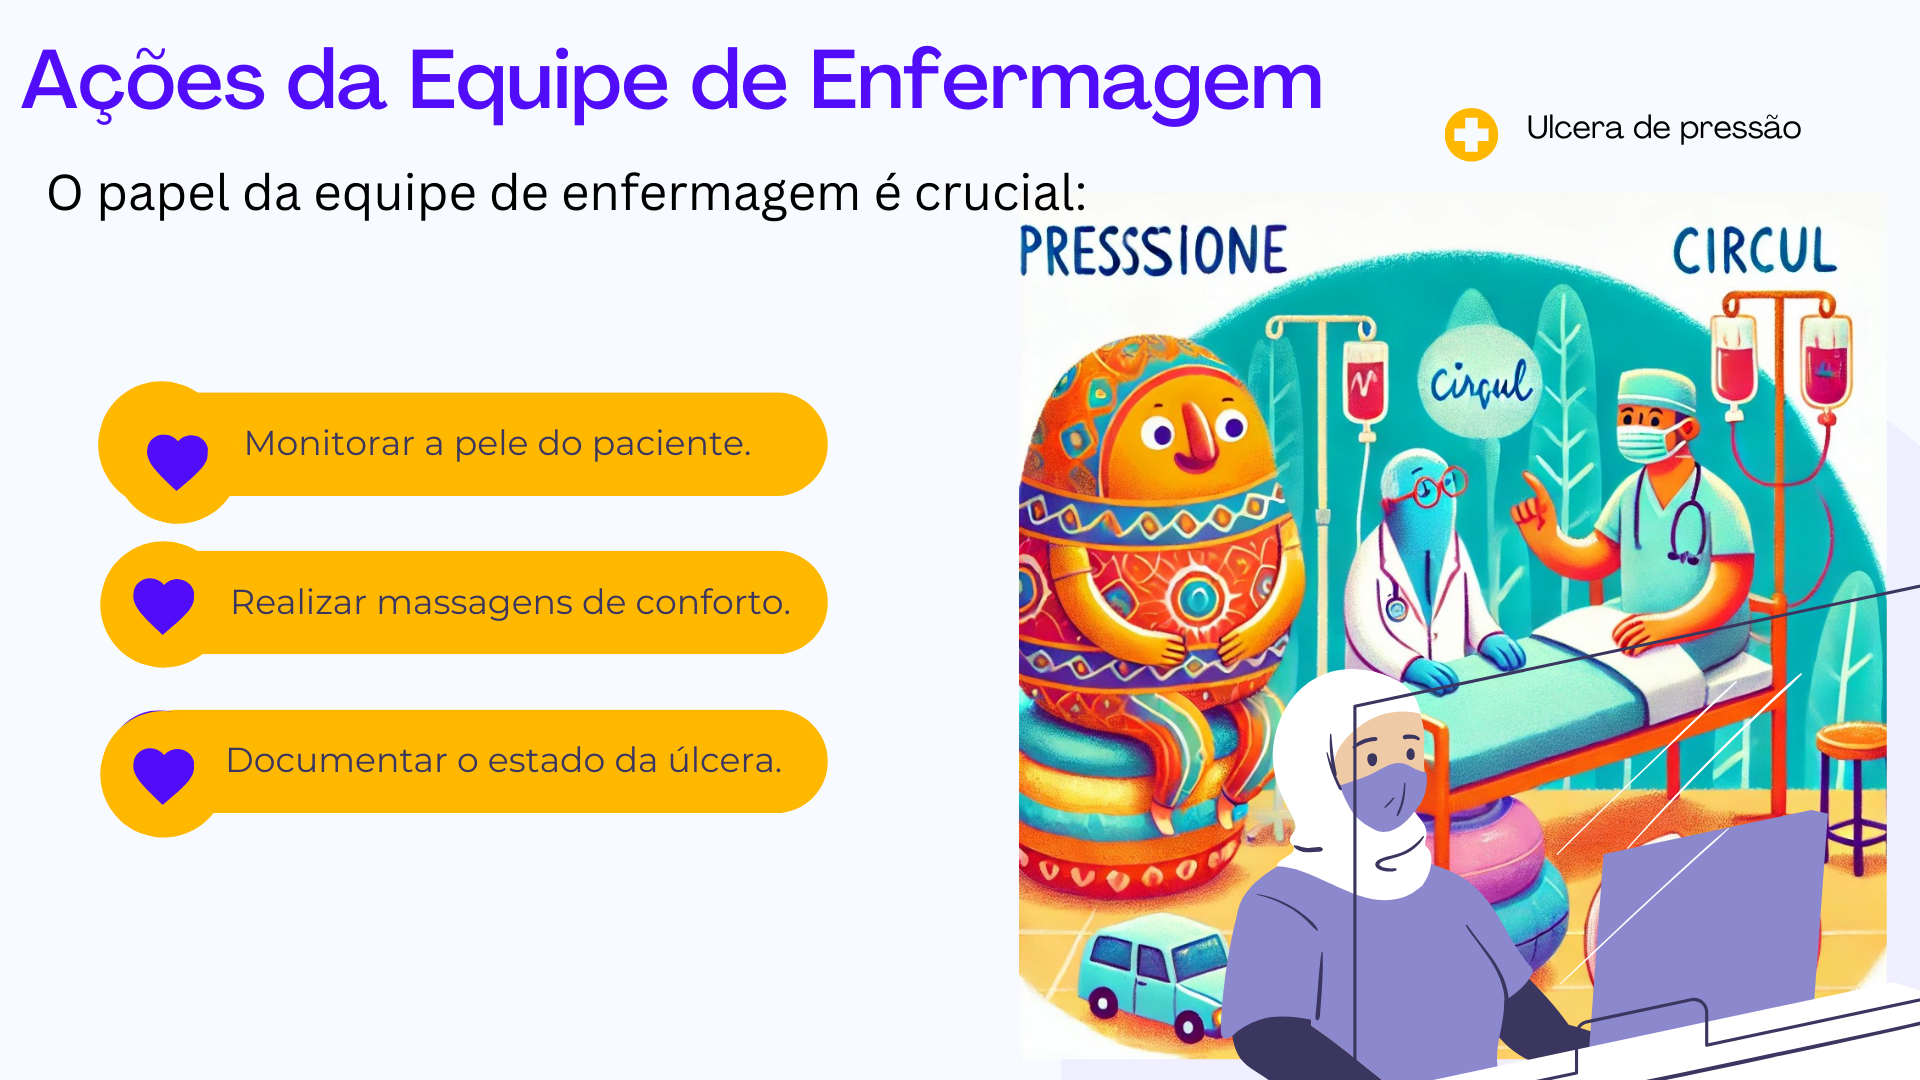 Ações da Equipe de Enfermagem
Ulcera de pressão
O papel da equipe de enfermagem é crucial:
PRESSSIONE
CIRCUL
Cirqul
Monitorar a pele do paciente.
Realizar massagens de conforto.
Documentar o estado da úlcera.